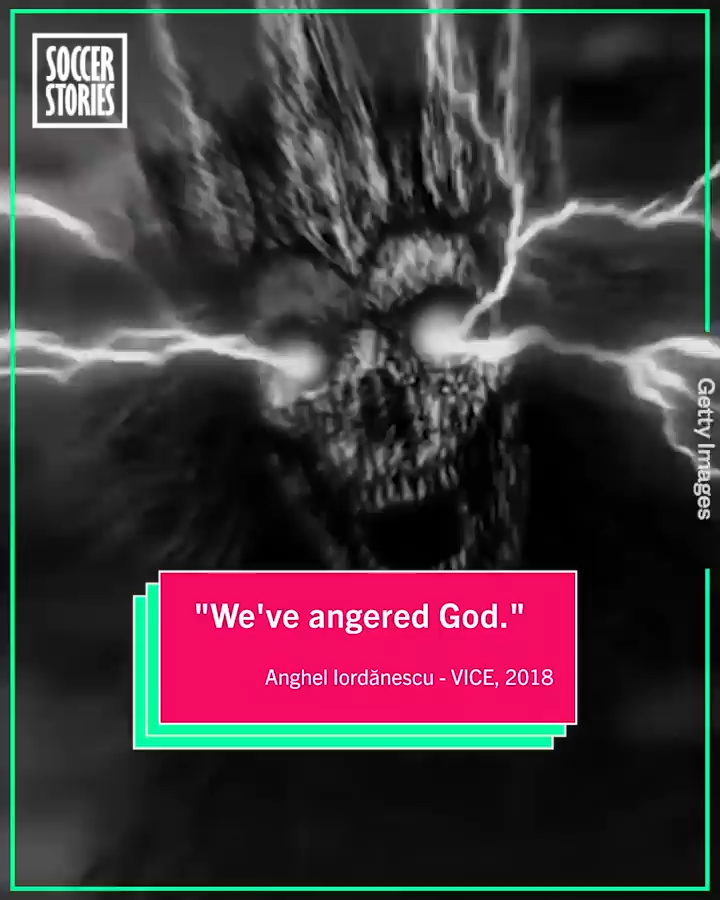 SOCCER
STORIES
Getty Images
"We've angered God."
Anghel Iordănescu - VICE, 2018